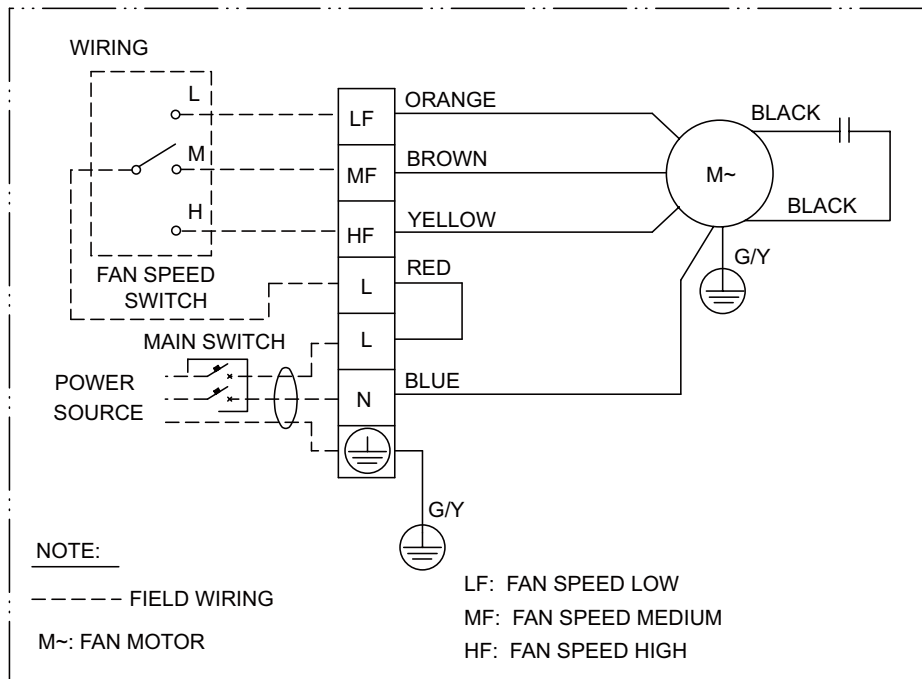 WIRING
L
M
H
FAN SPEED
SWITCH
LF
MF
HF
L
L
N
ORANGE
BROWN
YELLOW
RED
BLUE
M~
BLACK
BLACK
G/Y
MAIN SWITCH
POWER
SOURCE
G/Y
NOTE:
FIELD WIRING
M~: FAN MOTOR
LF: FAN SPEED LOW
MF: FAN SPEED MEDIUM
HF: FAN SPEED HIGH